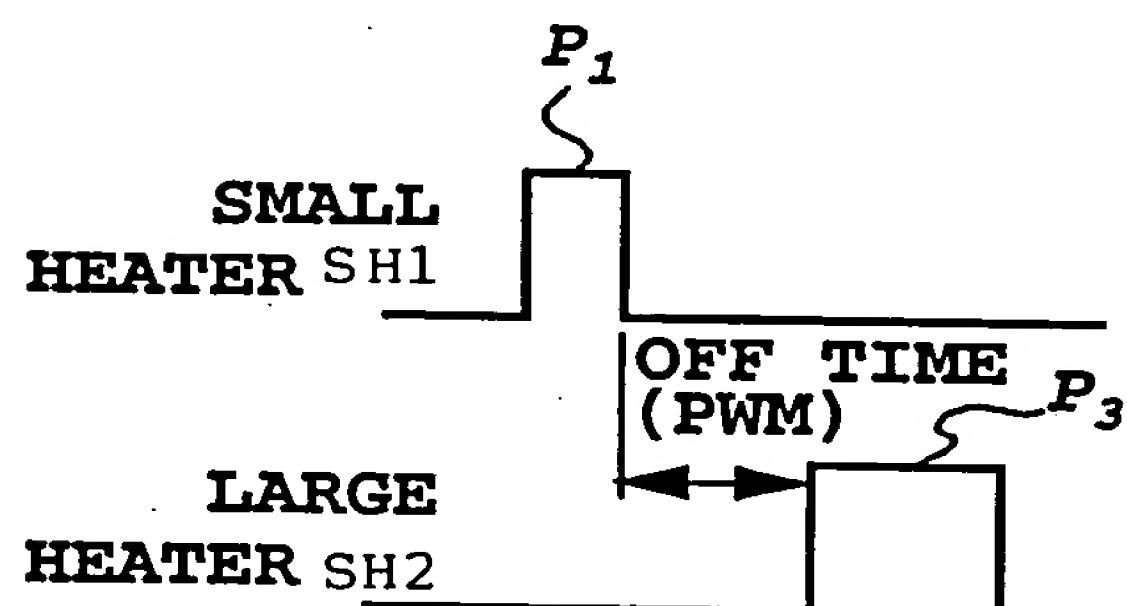 P1
SMALL
HEATER SH1
OFF TIME
(PWM)
P3
LARGE
HEATER SH2